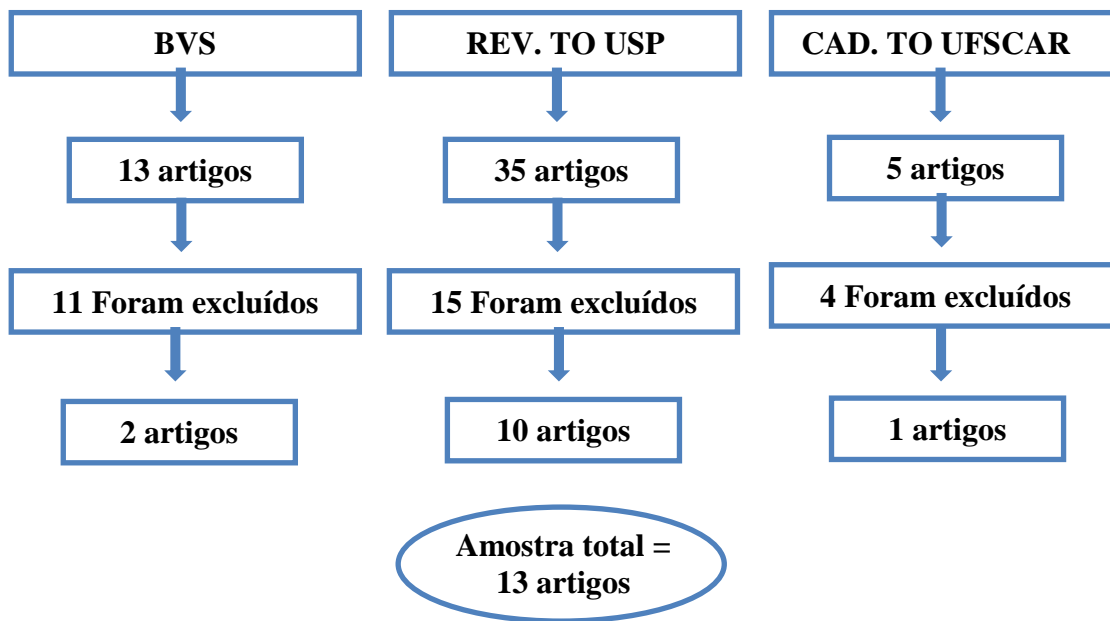 BVS
REV. TO USP
CAD. TO UFSCAR
13 artigos
35 artigos
5 artigos
11 Foram excluídos
15 Foram excluídos
4 Foram excluídos
2 artigos
10 artigos
1 artigos
Amostra total =
13 artigos